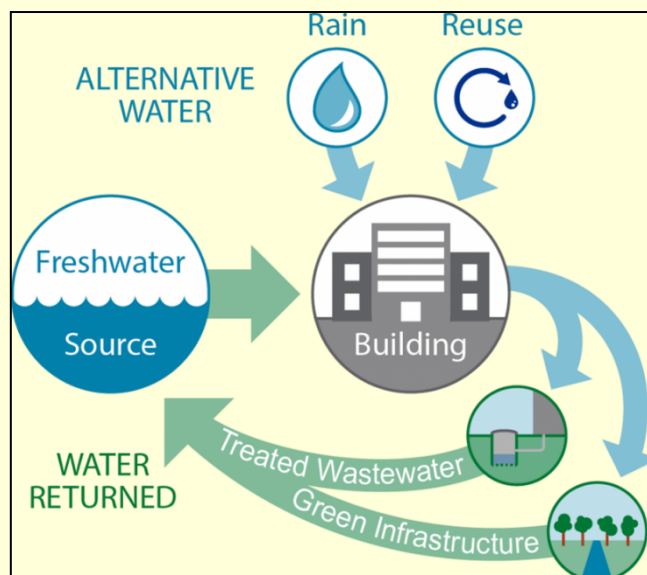 Rain
Reuse
ALTERNATIVE
WATER
Freshwater
Source
Building
WATER
RETURNED
Treated Wastewater
Green Infrastructure